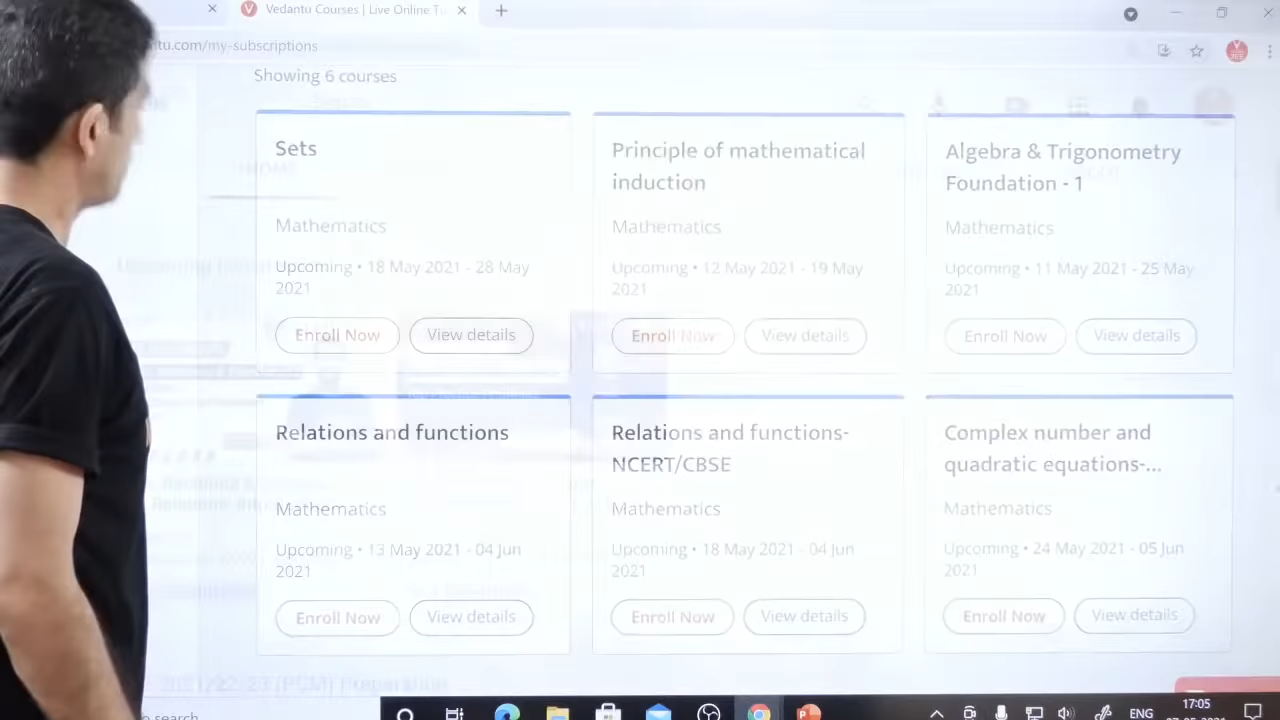 Vedantu Courses | Live Online Tu
ntu.com/my-subscriptions
Showing 6 courses
Sets
Mathematics
Upcoming • 18 May 2021 - 28 May
2021
Enroll Now
View details
Principle of mathematical
induction
Mathematics
Upcoming • 12 May 2021 - 19 May
2021
Enroll Now
View details
Algebra & Trigonometry
Foundation - 1
Mathematics
Upcoming • 11 May 2021 - 25 May
2021
Enroll Now
View details
Relations and functions
Mathematics
Upcoming • 13 May 2021 - 04 Jun
2021
Enroll Now
View details
Relations and functions-
NCERT/CBSE
Mathematics
Upcoming • 18 May 2021 - 04 Jun
2021
Enroll Now
View details
Complex number and
quadratic equations-...
Mathematics
Upcoming • 24 May 2021 - 05 Jun
2021
Enroll Now
View details
(PCM) Preparation
search
ENG
17:05